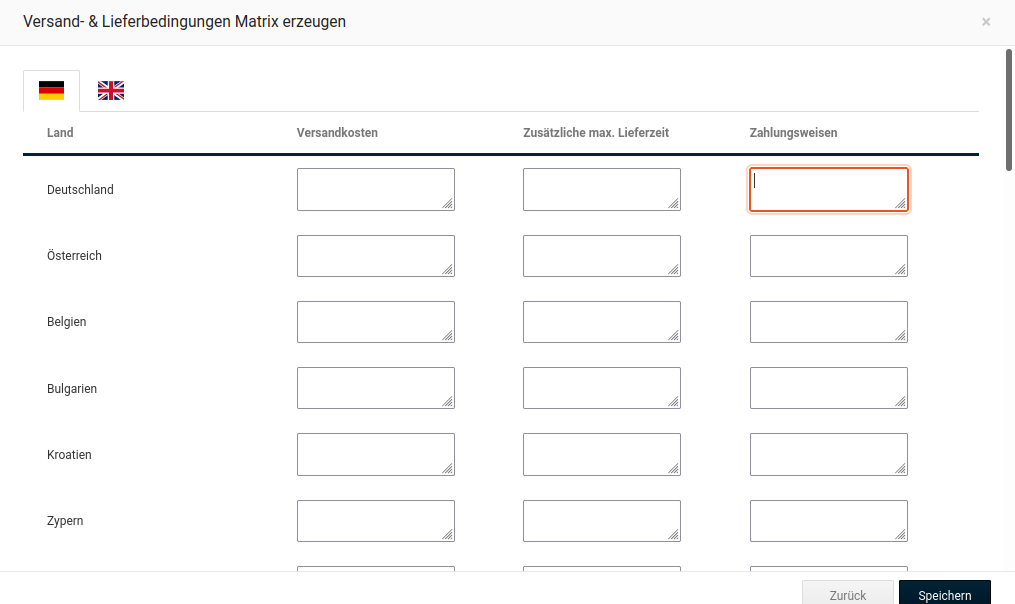 Versand- & Lieferbedingungen Matrix erzeugen ×
Land Versandkosten Zusätzliche max. Lieferzeit Zahlungsweisen
Deutschland
Österreich
Belgien
Bulgarien
Kroatien
Zypern
Zurück Speichern